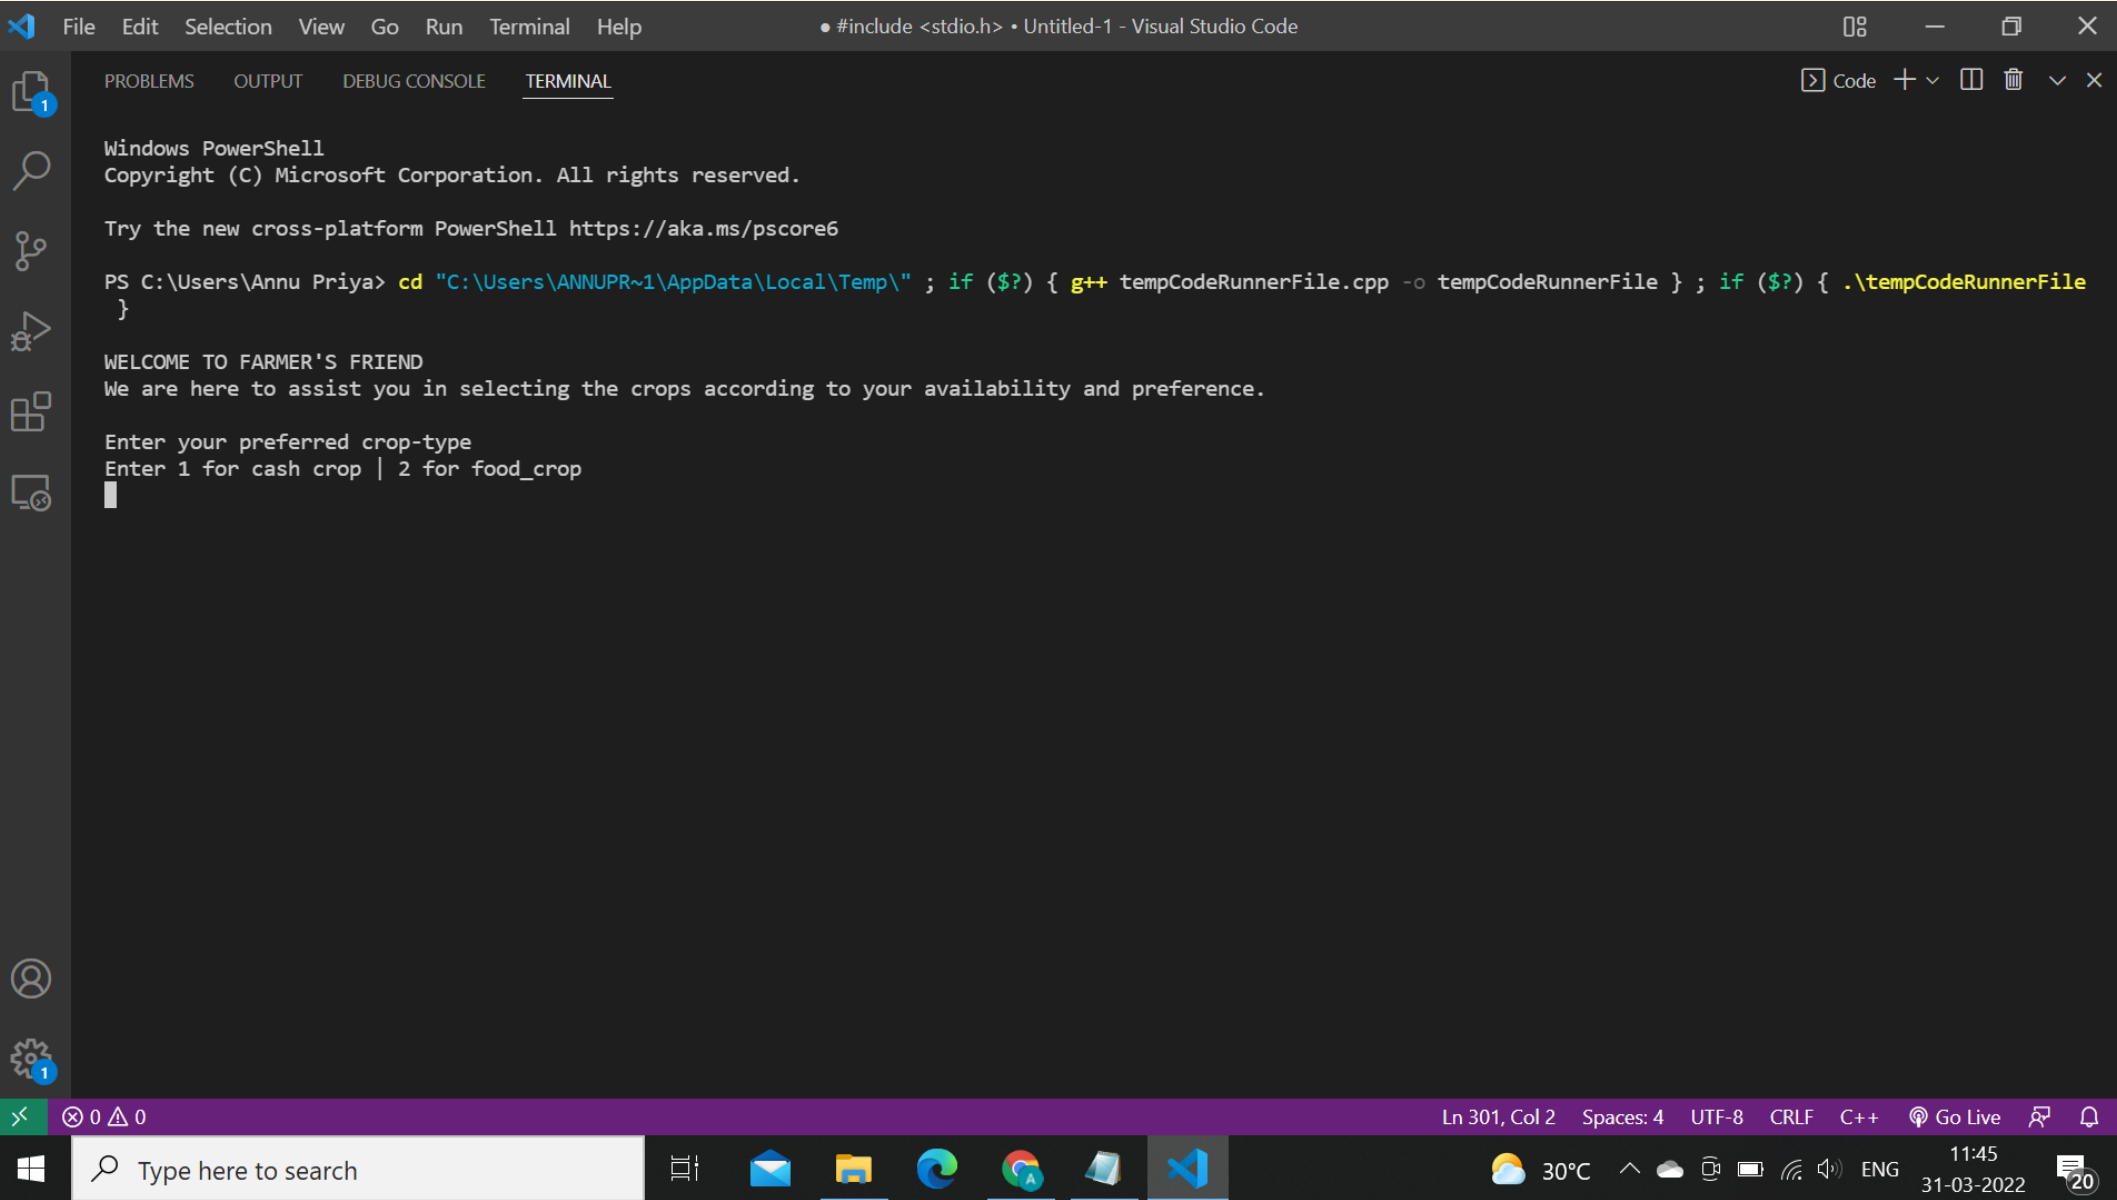 File Edit Selection View Go Run Terminal Help ● #include <stdio.h> • Untitled-1 - Visual Studio Code
PROBLEMS OUTPUT DEBUG CONSOLE TERMINAL Code
1
Windows PowerShell
Copyright (C) Microsoft Corporation. All rights reserved.
Try the new cross-platform PowerShell https://aka.ms/pscore6
PS C:\Users\Annu Priya> cd "C:\Users\ANNUPR~1\AppData\Local\Temp\" ; if ($?) { g++ tempCodeRunnerFile.cpp -o tempCodeRunnerFile } ; if ($?) { .\tempCodeRunnerFile
}
WELCOME TO FARMER'S FRIEND
We are here to assist you in selecting the crops according to your availability and preference.
Enter your preferred crop-type
Enter 1 for cash crop | 2 for food_crop
1
0 0 Ln 301, Col 2 Spaces: 4 UTF-8 CRLF C++ Go Live
Type here to search A 30°C ENG 11:45
31-03-2022 20